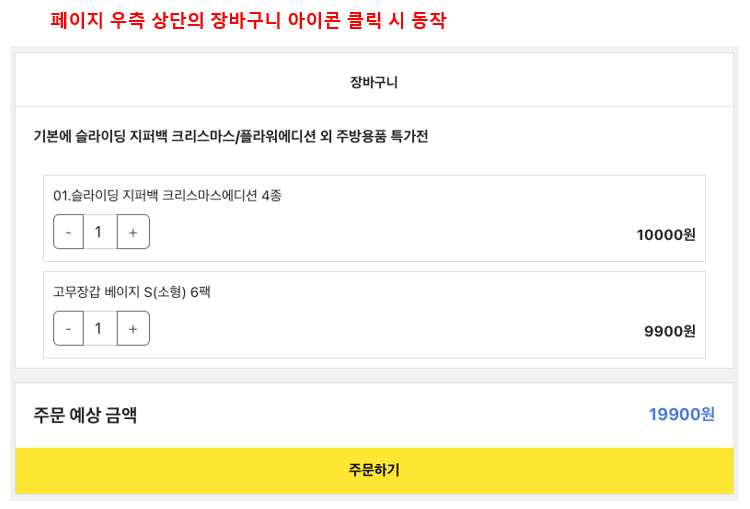 페이지 우측 상단의 장바구니 아이콘 클릭 시 동작
장바구니
기본에 슬라이딩 지퍼백 크리스마스/플라워에디션 외 주방용품 특가전
01.슬라이딩 지퍼백 크리스마스에디션 4종
- 1 +
10000원
고무장갑 베이지 S(소형) 6팩
- 1 +
9900원
주문 예상 금액
19900원
주문하기